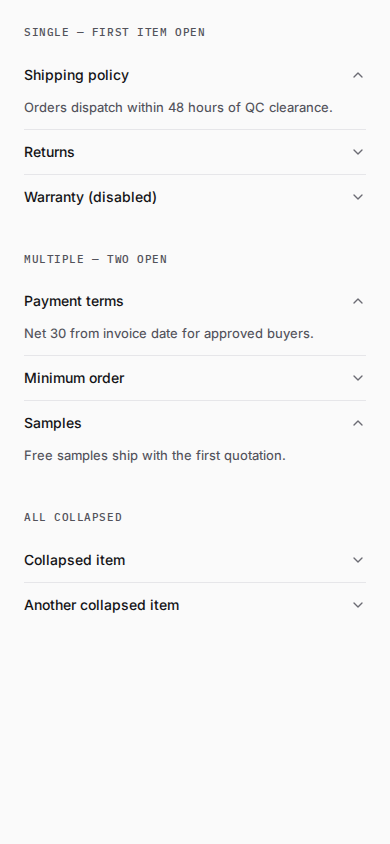 SINGLE — FIRST ITEM OPEN
Shipping policy
Orders dispatch within 48 hours of QC clearance.
Returns
Warranty (disabled)
MULTIPLE — TWO OPEN
Payment terms
Net 30 from invoice date for approved buyers.
Minimum order
Samples
Free samples ship with the first quotation.
ALL COLLAPSED
Collapsed item
Another collapsed item